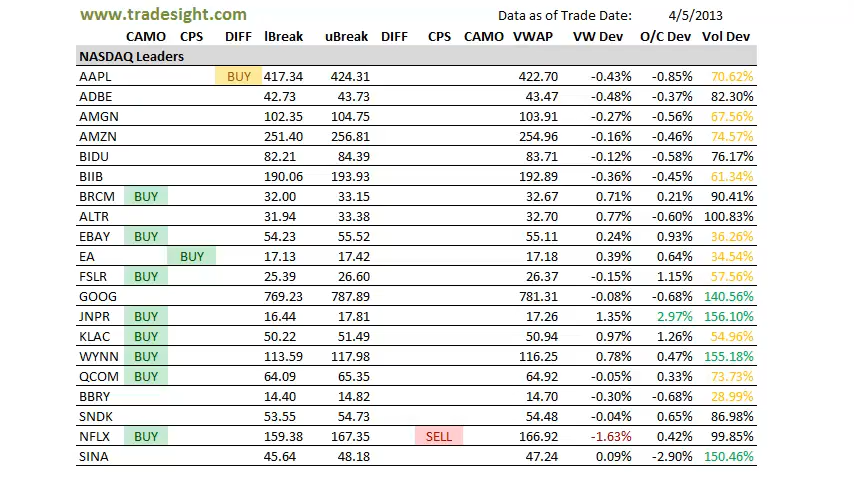 www.tradesight.com Data as of Trade Date: 4/5/2013
CAMO CPS DIFF lBreak uBreak DIFF CPS CAMO VWAP VW Dev O/C Dev Vol Dev
NASDAQ Leaders
AAPL BUY 417.34 424.31 422.70 -0.43% -0.85% 70.62%
ADBE 42.73 43.73 43.47 -0.48% -0.37% 82.30%
AMGN 102.35 104.75 103.91 -0.27% -0.56% 67.56%
AMZN 251.40 256.81 254.96 -0.16% -0.46% 74.57%
BIDU 82.21 84.39 83.71 -0.12% -0.58% 76.17%
BIIB 190.06 193.93 192.89 -0.36% -0.45% 61.34%
BRCM BUY 32.00 33.15 32.67 0.71% 0.21% 90.41%
ALTR 31.94 33.38 32.70 0.77% -0.60% 100.83%
EBAY BUY 54.23 55.52 55.11 0.24% 0.93% 36.26%
EA BUY 17.13 17.42 17.18 0.39% 0.64% 34.54%
FSLR BUY 25.39 26.60 26.37 -0.15% 1.15% 57.56%
GOOG 769.23 787.89 781.31 -0.08% -0.68% 140.56%
JNPR BUY 16.44 17.81 17.26 1.35% 2.97% 156.10%
KLAC BUY 50.22 51.49 50.94 0.97% 1.26% 54.96%
WYNN BUY 113.59 117.98 116.25 0.78% 0.47% 155.18%
QCOM BUY 64.09 65.35 64.92 -0.05% 0.33% 73.73%
BBRY 14.40 14.82 14.70 -0.30% -0.68% 28.99%
SNDK 53.55 54.73 54.48 -0.04% 0.65% 86.98%
NFLX BUY 159.38 167.35 SELL 166.92 -1.63% 0.42% 99.85%
SINA 45.64 48.18 47.24 0.09% -2.90% 150.46%